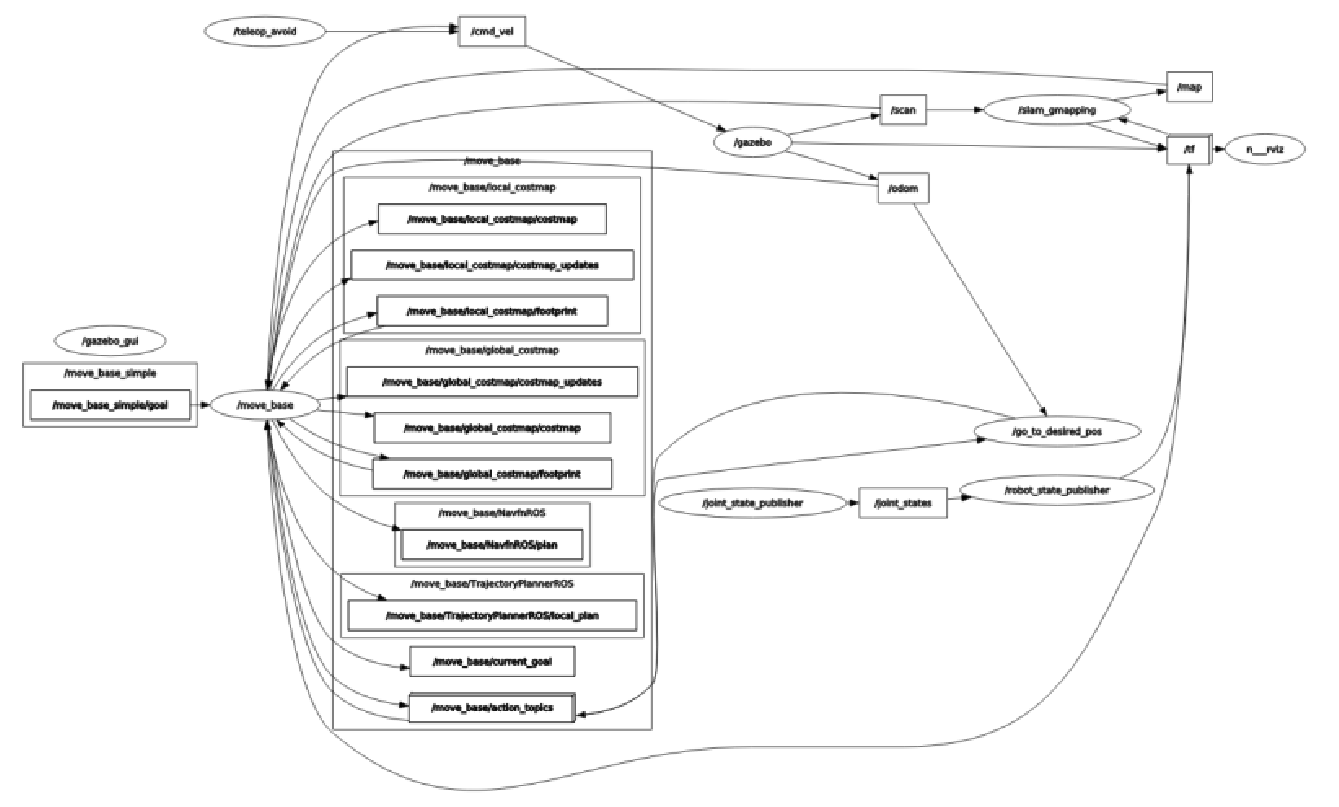 /teleop_avoid
/cmd_vel
/map
/scan
/slam_gmapping
/gazebo
/tf
n__rviz
/move_base
/odom
/move_base/local_costmap
/move_base/local_costmap/costmap
/move_base/local_costmap/costmap_updates
/move_base/local_costmap/footprint
/gazebo_gui
/move_base/global_costmap
/move_base_simple
/move_base/global_costmap/costmap_updates
/move_base_simple/goal
/move_base
/move_base/global_costmap/costmap
/go_to_desired_pos
/move_base/global_costmap/footprint
/robot_state_publisher
/joint_state_publisher
/joint_states
/move_base/NavfnROS
/move_base/NavfnROS/plan
/move_base/TrajectoryPlannerROS
/move_base/TrajectoryPlannerROS/local_plan
/move_base/current_goal
/move_base/action_topics